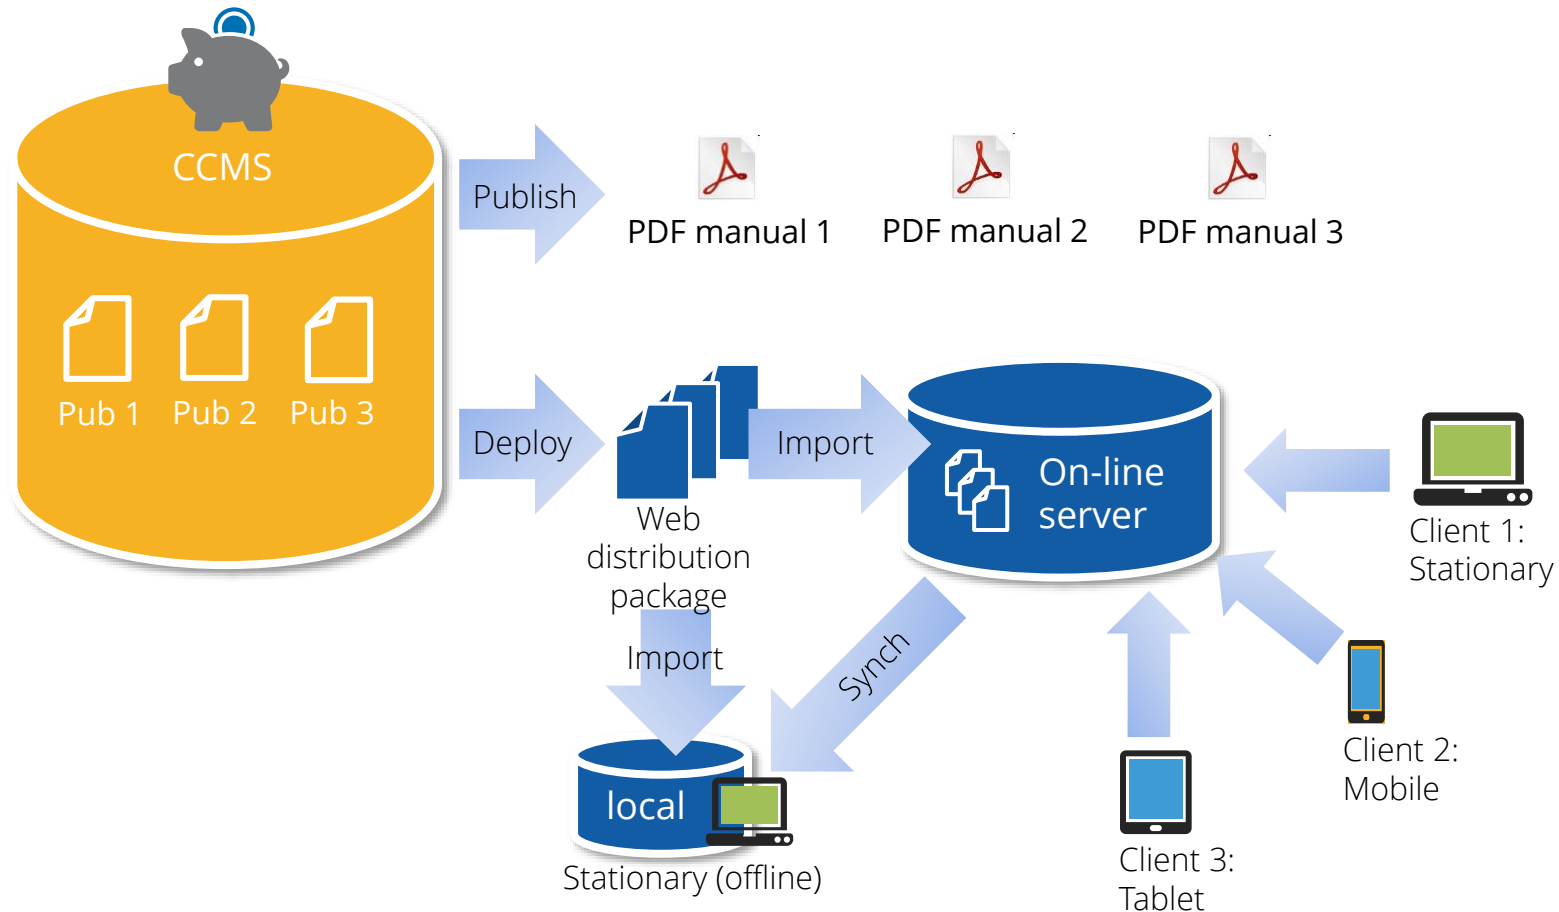 CCMS
Publish
PDF manual 1
PDF manual 2
PDF manual 3
Pub 1
Pub 2
Pub 3
Deploy
Import
On-line
server
Web
distribution
package
Client 1:
Stationary
Import
Synch
Client 2:
Mobile
local
Stationary (offline)
Client 3:
Tablet